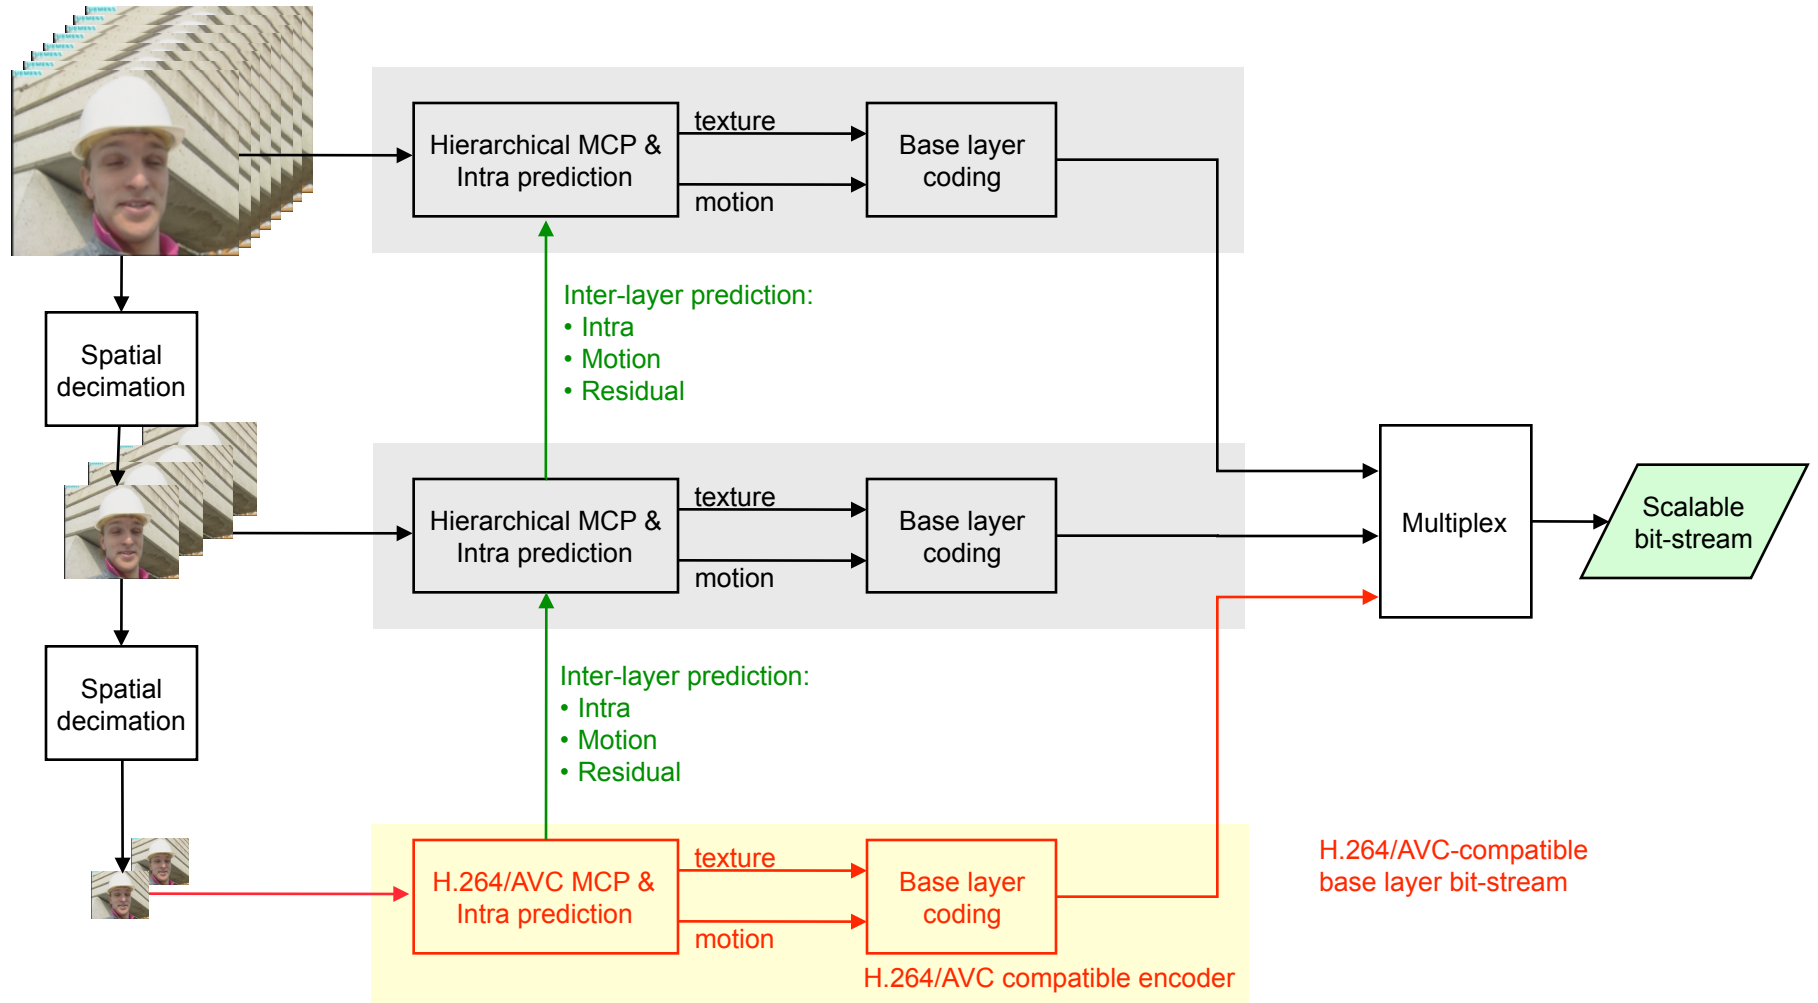 SIEMENS
Hierarchical MCP &
Intra prediction
texture
motion
Base layer
coding
Inter-layer prediction:
• Intra
• Motion
• Residual
Spatial
decimation
Hierarchical MCP &
Intra prediction
texture
motion
Base layer
coding
Multiplex
Scalable
bit-stream
Inter-layer prediction:
• Intra
• Motion
• Residual
Spatial
decimation
H.264/AVC MCP &
Intra prediction
texture
motion
Base layer
coding
H.264/AVC compatible encoder
H.264/AVC-compatible
base layer bit-stream